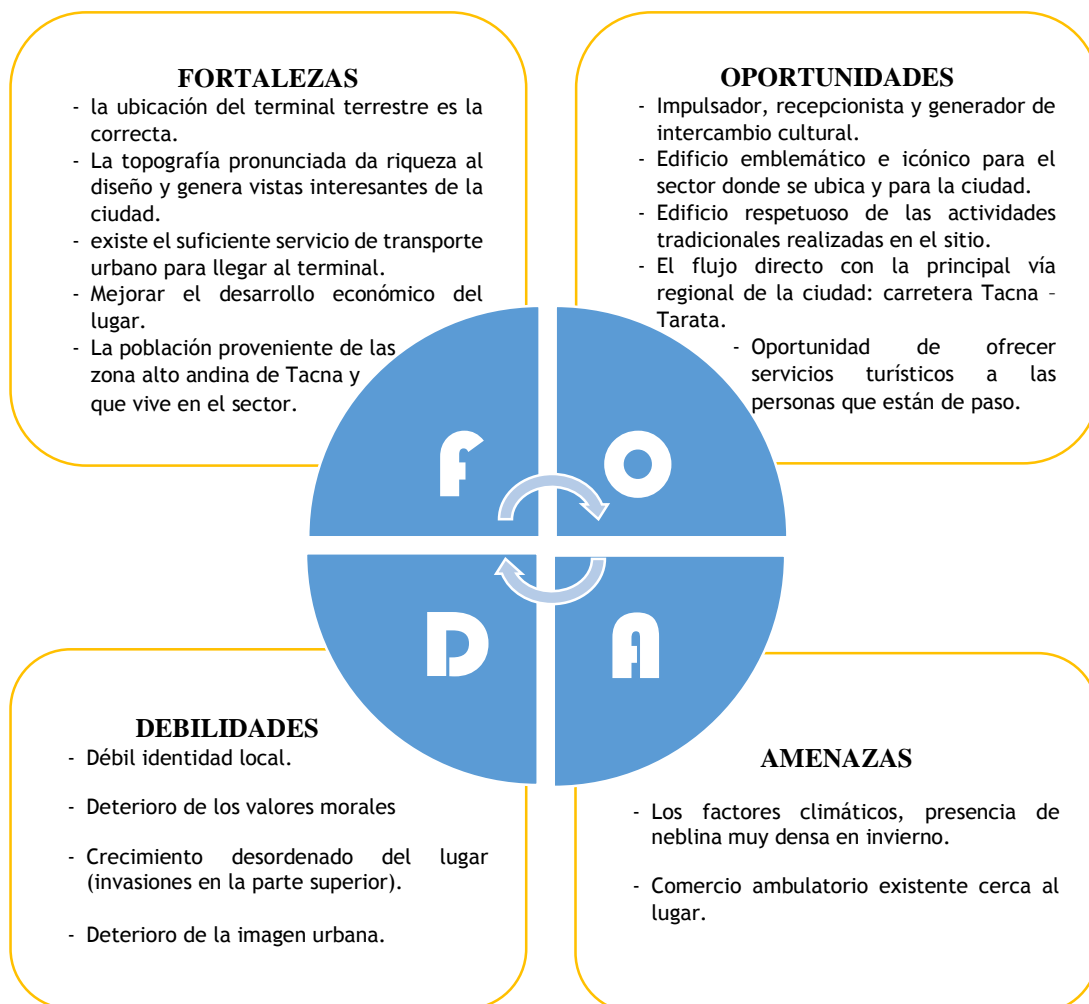 FORTALEZAS
- la ubicación del terminal terrestre es la
correcta.
- La topografía pronunciada da riqueza al
diseño y genera vistas interesantes de la
ciudad.
- existe el suficiente servicio de transporte
urbano para llegar al terminal.
- Mejorar el desarrollo económico del
lugar.
- La población proveniente de las
zona alto andina de Tacna y
que vive en el sector.
OPORTUNIDADES
- Impulsador, recepcionista y generador de
intercambio cultural.
- Edificio emblemático e icónico para el
sector donde se ubica y para la ciudad.
- Edificio respetuoso de las actividades
tradicionales realizadas en el sitio.
- El flujo directo con la principal vía
regional de la ciudad: carretera Tacna –
Tarata.
- Oportunidad de ofrecer
servicios turísticos a las
personas que están de paso.
F
O
D
A
DEBILIDADES
- Débil identidad local.
- Deterioro de los valores morales
- Crecimiento desordenado del lugar
(invasiones en la parte superior).
- Deterioro de la imagen urbana.
AMENAZAS
- Los factores climáticos, presencia de
neblina muy densa en invierno.
- Comercio ambulatorio existente cerca al
lugar.